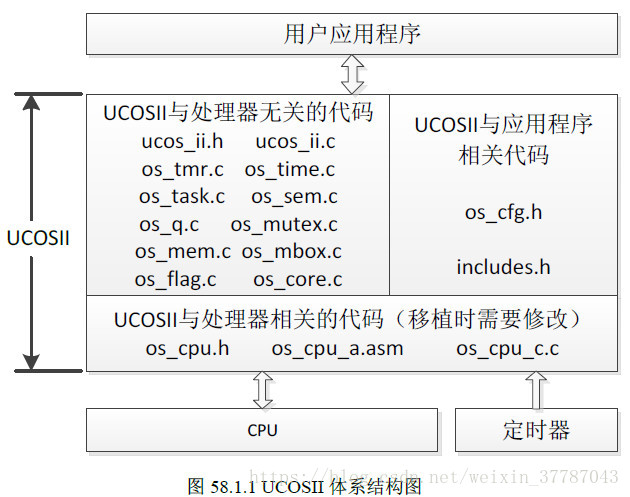 用户应用程序
UCOSII与处理器无关的代码
ucos_ii.h ucos_ii.c
os_tmr.c os_time.c
os_task.c os_sem.c
os_q.c os_mutex.c
os_mem.c os_mbox.c
os_flag.c os_core.c
UCOSII与应用程序
相关代码
os_cfg.h
includes.h
UCOSII
UCOSII与处理器相关的代码（移植时需要修改）
os_cpu.h os_cpu_a.asm os_cpu_c.c
CPU
定时器
https://blog.csdn.net/weixin_37787043
图 58.1.1 UCOSII 体系结构图